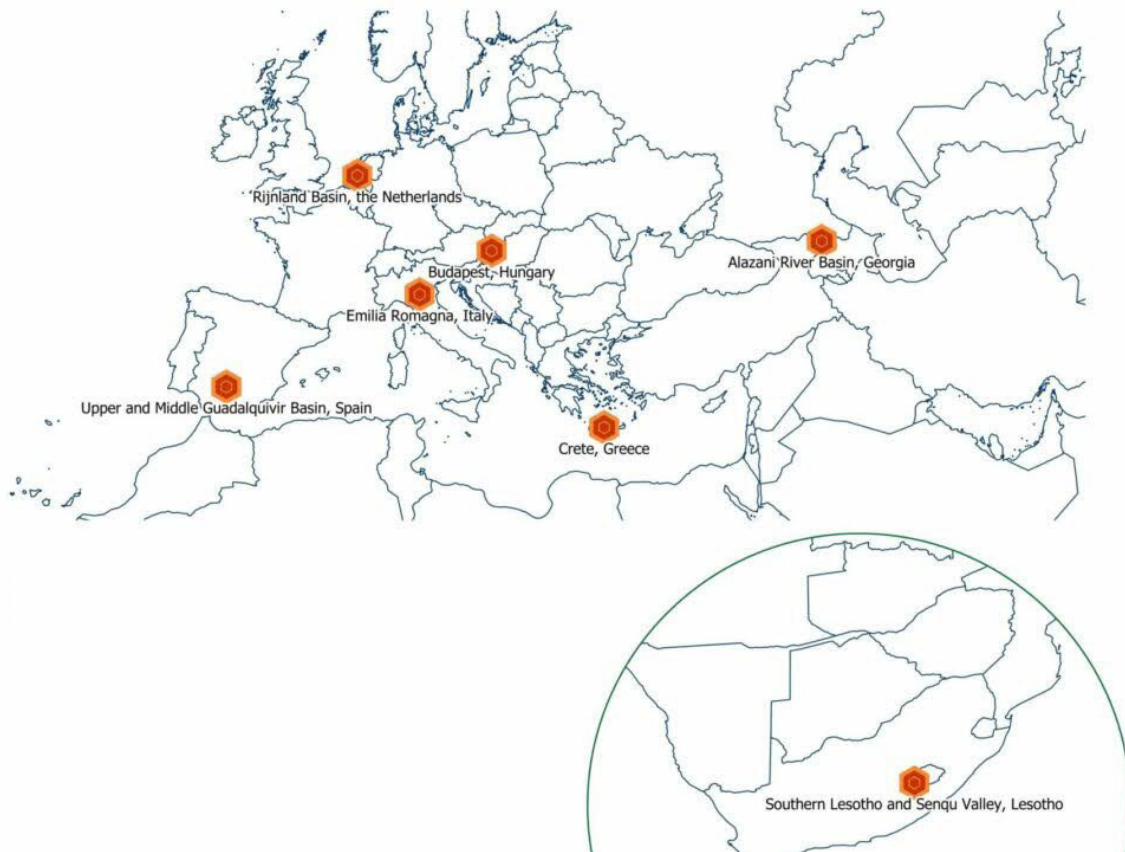 Rijnland Basin, the Netherlands
Budapest, Hungary
Alazani River Basin, Georgia
Emilia Romagna, Italy
Upper and Middle Guadalquivir Basin, Spain
Crete, Greece
Southern Lesotho and Senqu Valley, Lesotho